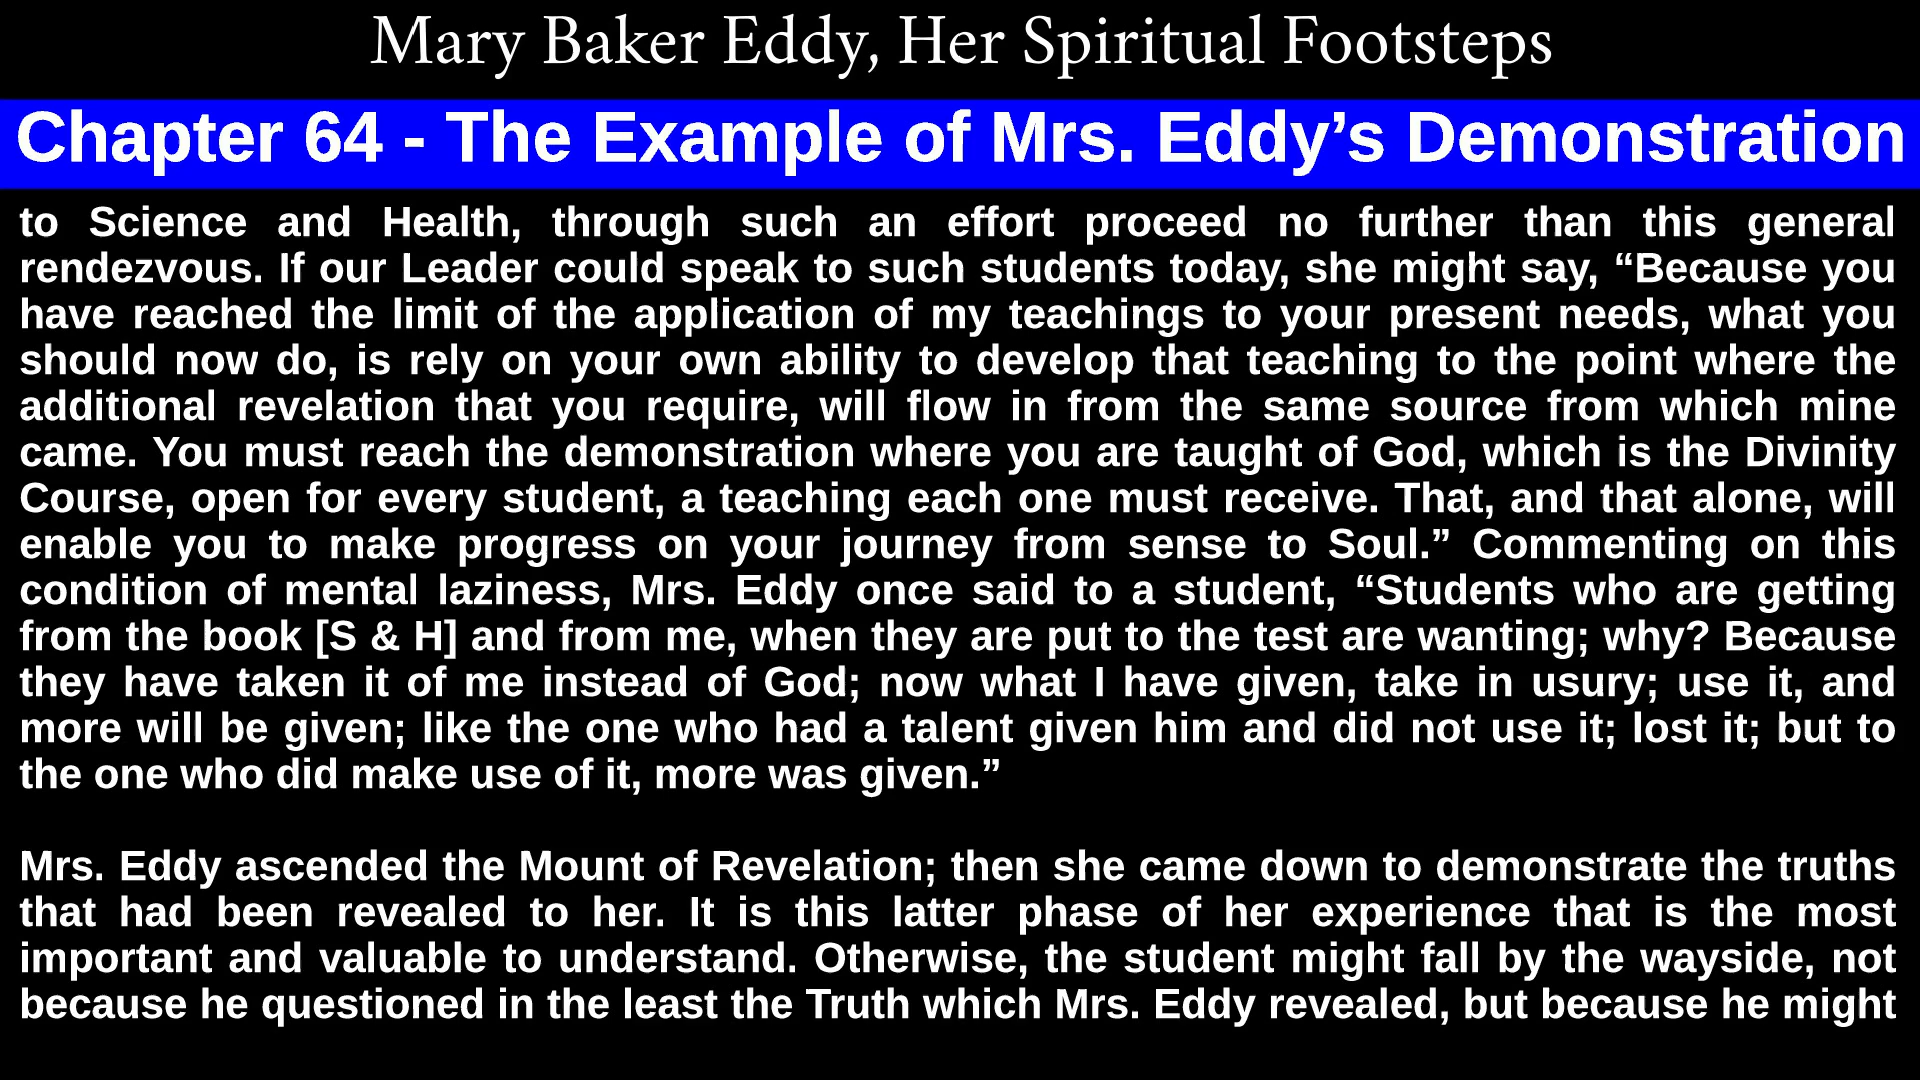 Mary Baker Eddy, Her Spiritual Footsteps
Chapter 64 - The Example of Mrs. Eddy’s Demonstration
to Science and Health, through such an effort proceed no further than this general
rendezvous. If our Leader could speak to such students today, she might say, “Because you
have reached the limit of the application of my teachings to your present needs, what you
should now do, is rely on your own ability to develop that teaching to the point where the
additional revelation that you require, will flow in from the same source from which mine
came. You must reach the demonstration where you are taught of God, which is the Divinity
Course, open for every student, a teaching each one must receive. That, and that alone, will
enable you to make progress on your journey from sense to Soul.” Commenting on this
condition of mental laziness, Mrs. Eddy once said to a student, “Students who are getting
from the book [S & H] and from me, when they are put to the test are wanting; why? Because
they have taken it of me instead of God; now what I have given, take in usury; use it, and
more will be given; like the one who had a talent given him and did not use it; lost it; but to
the one who did make use of it, more was given.”
Mrs. Eddy ascended the Mount of Revelation; then she came down to demonstrate the truths
that had been revealed to her. It is this latter phase of her experience that is the most
important and valuable to understand. Otherwise, the student might fall by the wayside, not
because he questioned in the least the Truth which Mrs. Eddy revealed, but because he might